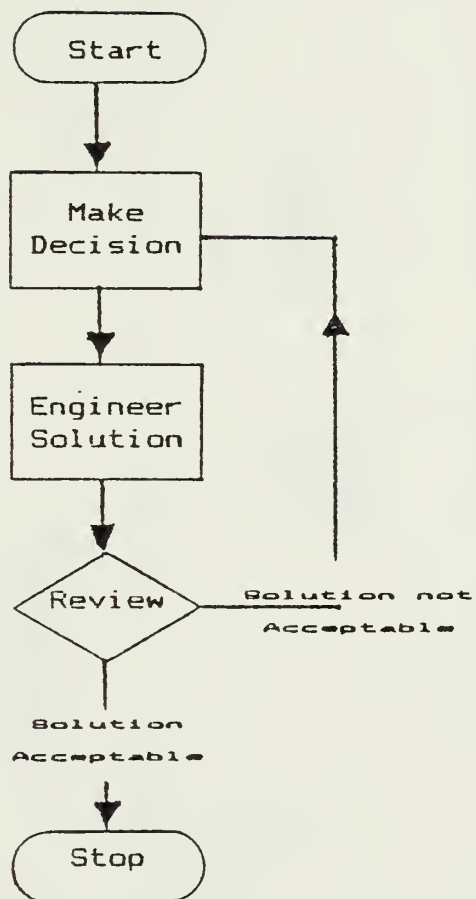 Start
Make
Decision
Engineer
Solution
Review
Solution not
Acceptable
Solution
Acceptable
Stop